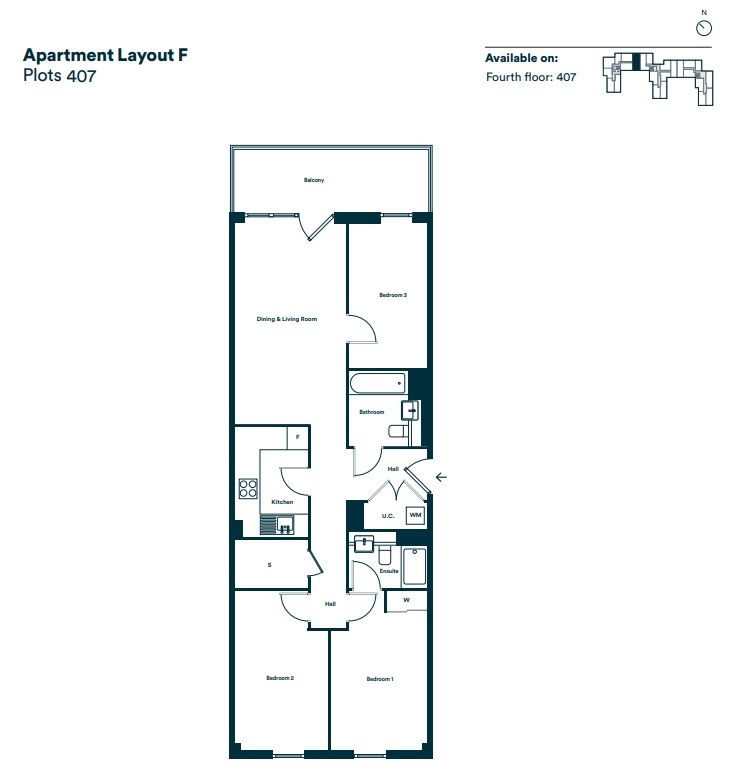 N
Apartment Layout F
Plots 407
Available on:
Fourth floor: 407
Balcony
Bedroom 3
Dining & Living Room
Bathroom
F
Hall
Kitchen
U.C.
WM
S
Ensuite
Hall
W
Bedroom 2
Bedroom 1